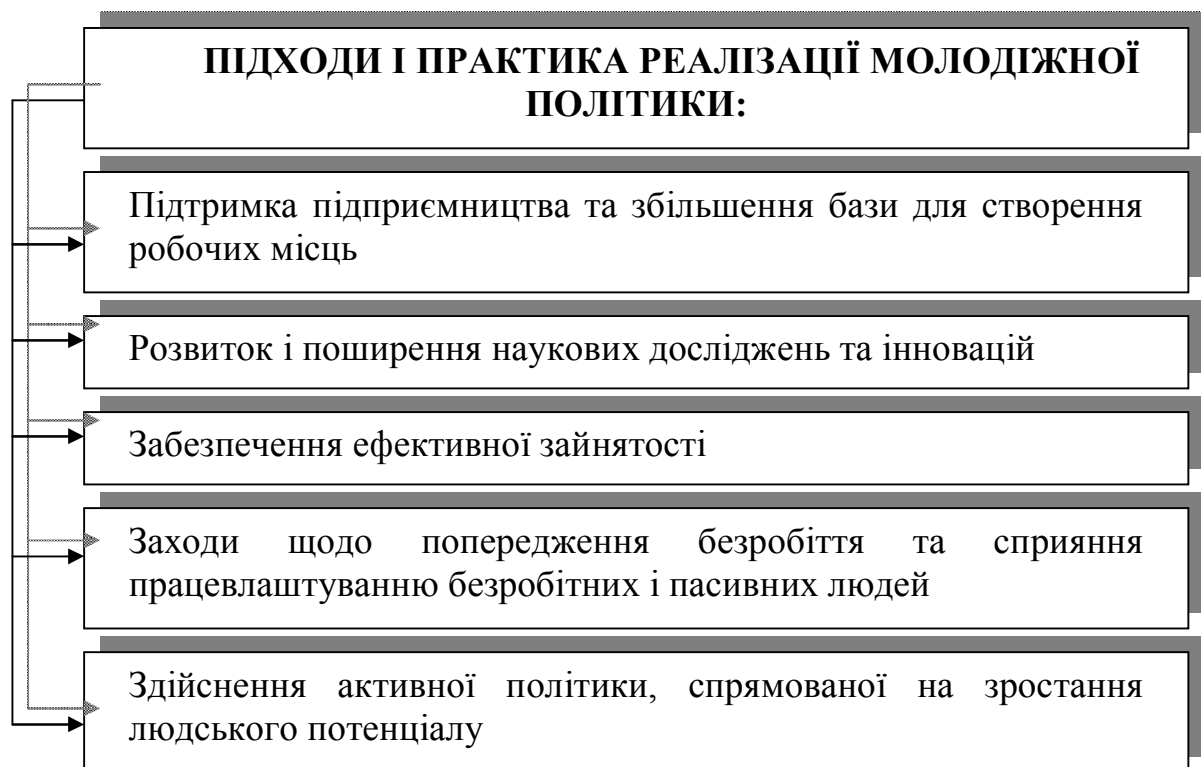 ПІДХОДИ І ПРАКТИКА РЕАЛІЗАЦІЇ МОЛОДІЖНОЇ
ПОЛІТИКИ:
Підтримка підприємництва та збільшення бази для створення
робочих місць
Розвиток і поширення наукових досліджень та інновацій
Забезпечення ефективної зайнятості
Заходи щодо попередження безробіття та сприяння
працевлаштуванню безробітних і пасивних людей
Здійснення активної політики, спрямованої на зростання
людського потенціалу